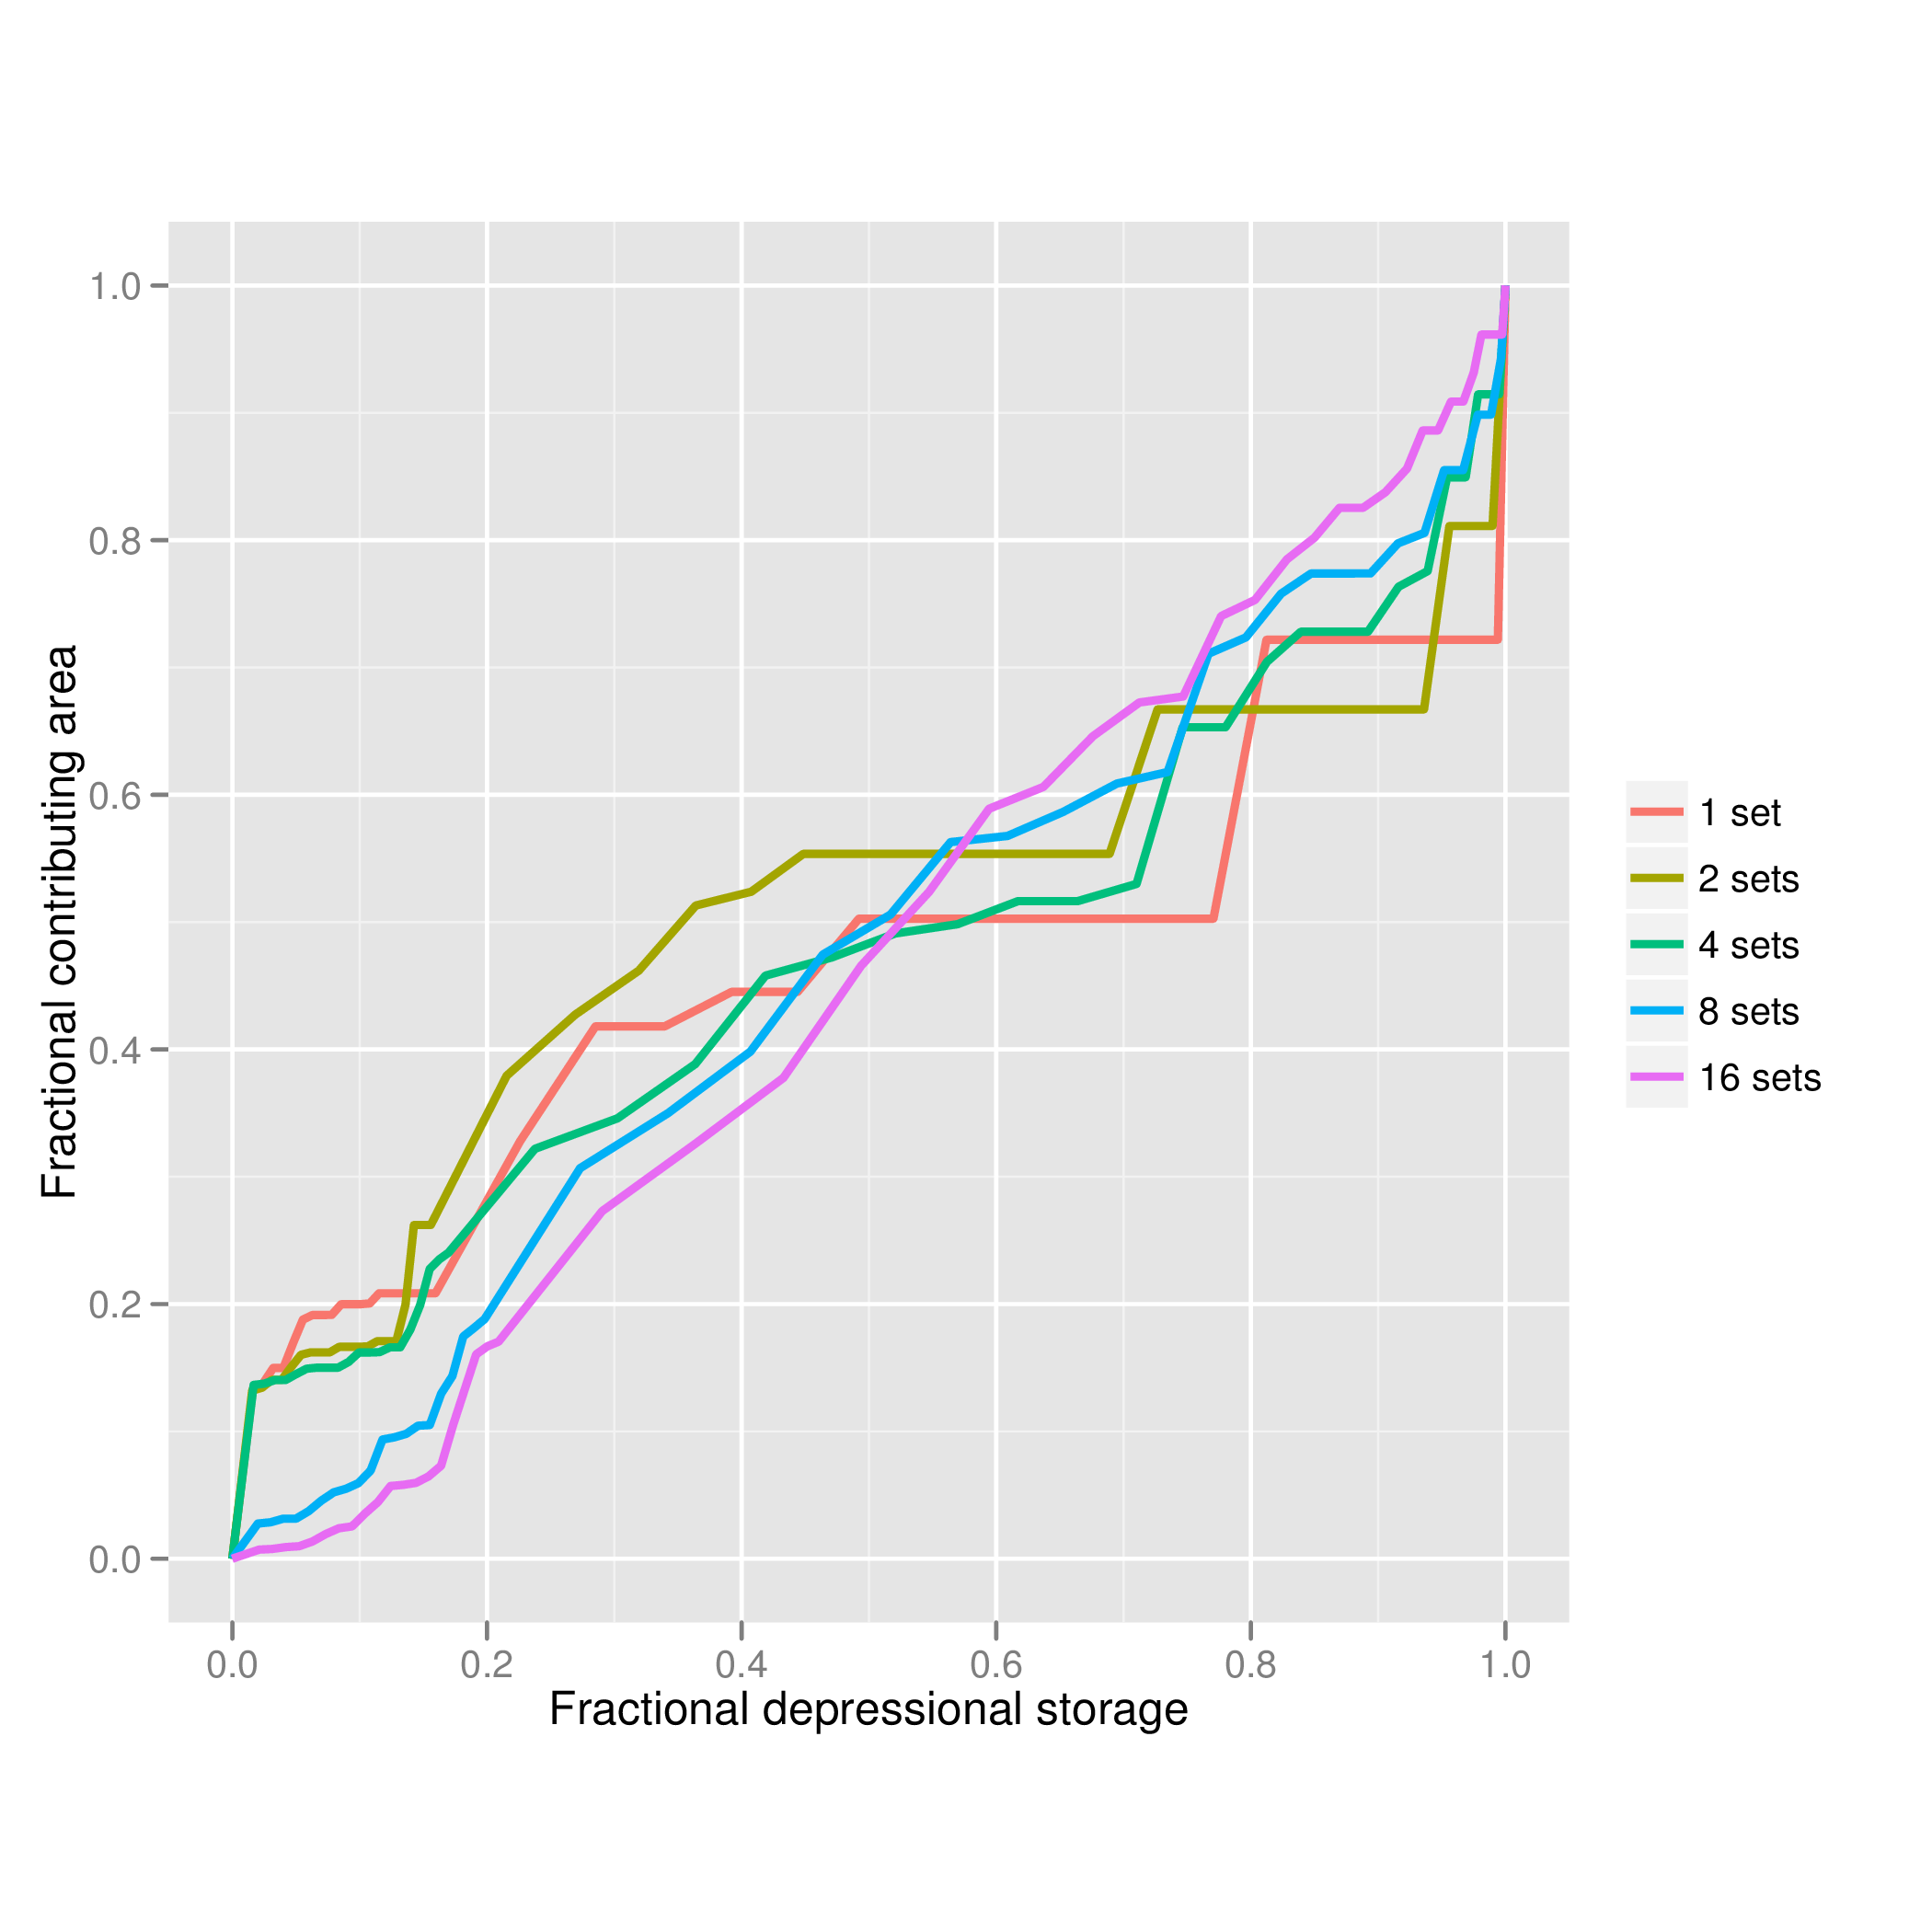 Fractional contributing area
1.0
0.8
0.6
0.4
0.2
0.0
0.0 0.2 0.4 0.6 0.8 1.0
Fractional depressional storage
1 set
2 sets
4 sets
8 sets
16 sets